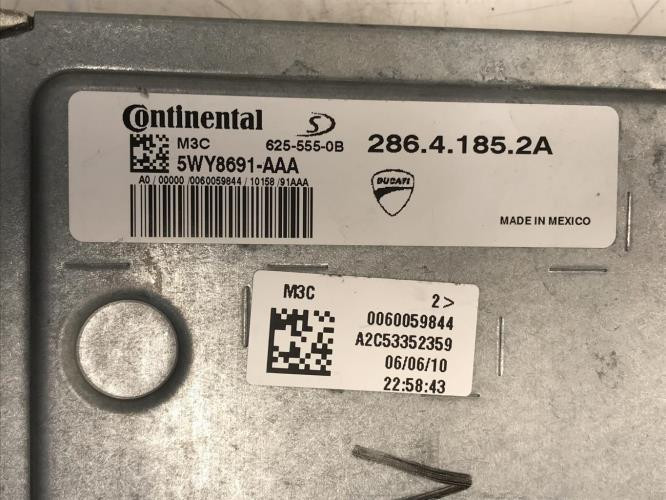 Continental
M3C 625-555-0B
286.4.185.2A
5WY8691-AAA
A0 / 00000 /0060059844 / 10158 /91AAA
DUCATI
MADE IN MEXICO
M3C 2>
0060059844
A2C53352359
06/06/10
22:58:43